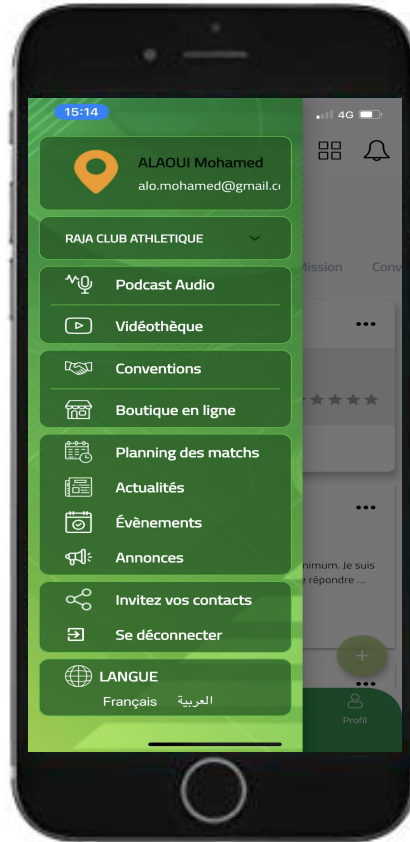 15:14
4G
ALAOUI Mohamed
alo.mohamed@gmail.c
RAJA CLUB ATHLETIQUE
Mission Conv
Podcast Audio
Vidéothèque
Conventions
Boutique en ligne
Planning des matchs
Actualités
Évènements
Annonces
nimum. Je suis
répondre ...
Invitez vos contacts
Se déconnecter
LANGUE
Français العربية
Profil